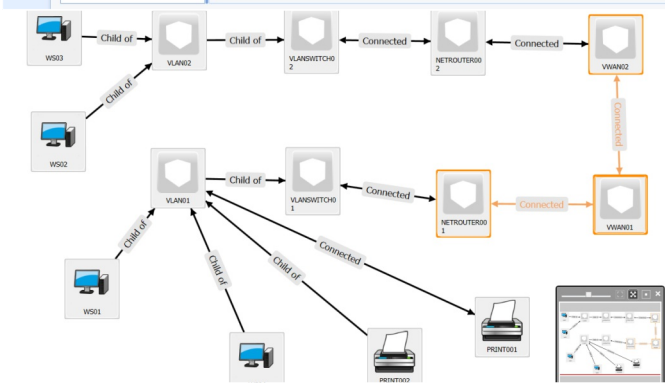 Child of
Child of
Connected
Connected
WS03
VLAN02
VLANSWITCH0
2
NETROUTER00
2
VWAN02
Child of
Connected
WS02
Child of
Connected
Connected
VLAN01
VLANSWITCH0
1
NETROUTER00
1
VWAN01
Child of
Child of
Child of
Connected
WS01
PRINT001
PRINT002